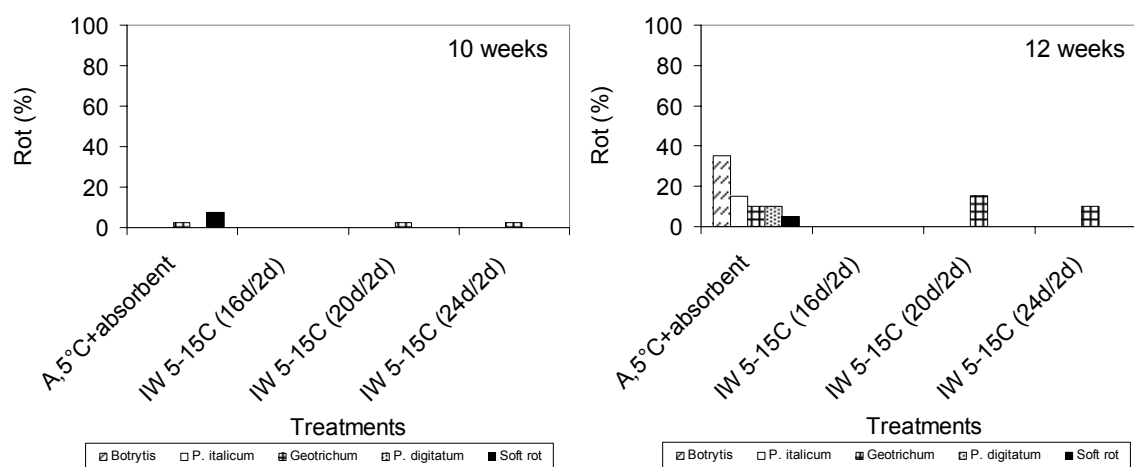 10 weeks
Rot (%)
100
80
60
40
20
0
A,5°C+absorbent
IW 5-15C (16d/2d)
IW 5-15C (20d/2d)
IW 5-15C (24d/2d)
Treatments
Botrytis P. italicum Geotrichum P. digitatum Soft rot
12 weeks
Rot (%)
100
80
60
40
20
0
A,5°C+absorbent
IW 5-15C (16d/2d)
IW 5-15C (20d/2d)
IW 5-15C (24d/2d)
Treatments
Botrytis P. italicum Geotrichum P. digitatum Soft rot